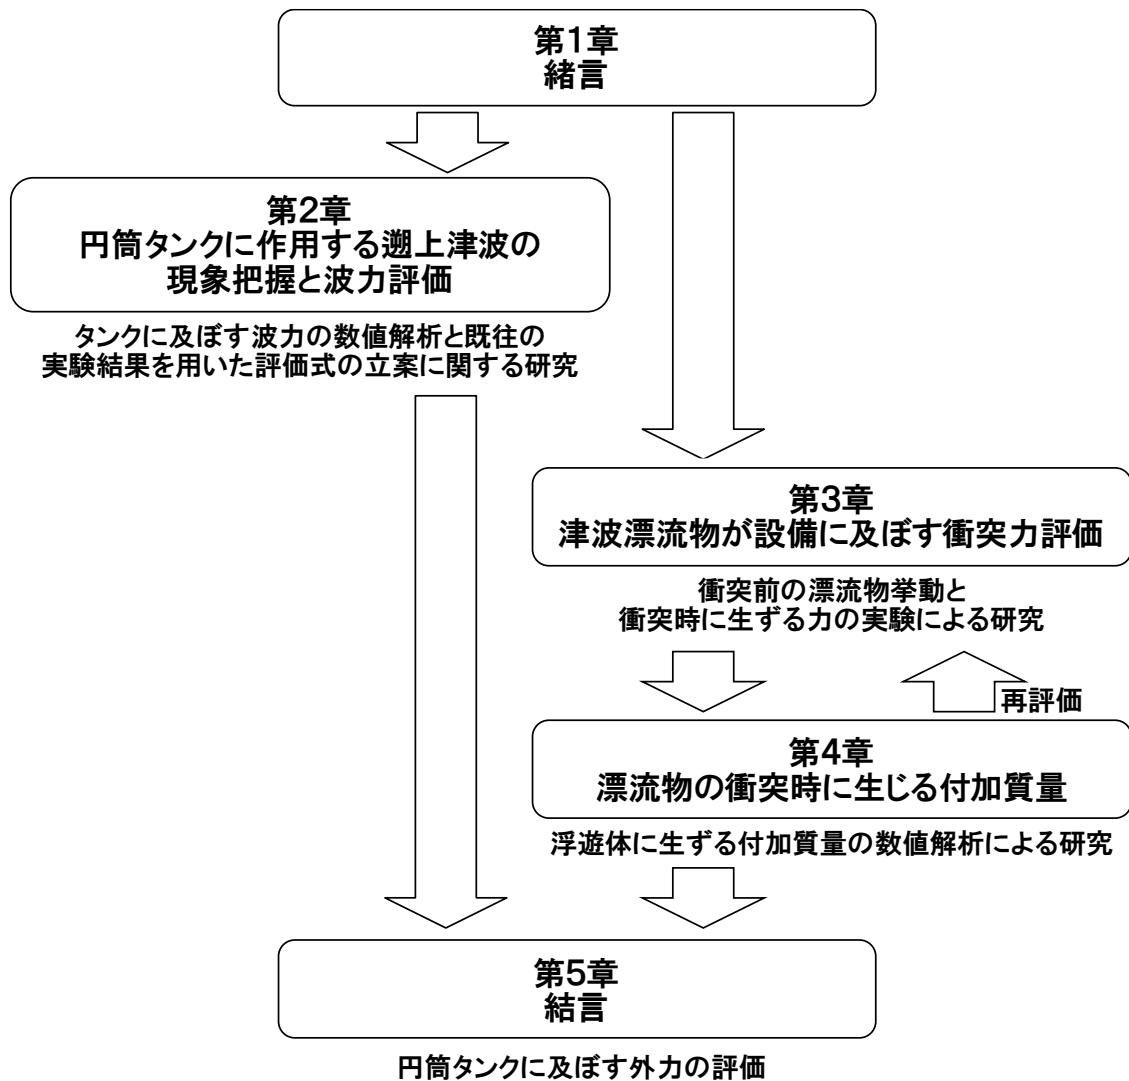 第1章
緒言
第2章
円筒タンクに作用する遡上津波の
現象把握と波力評価
タンクに及ぼす波力の数値解析と既往の
実験結果を用いた評価式の立案に関する研究
第3章
津波漂流物が設備に及ぼす衝突力評価
衝突前の漂流物挙動と
衝突時に生ずる力の実験による研究
再評価
第4章
漂流物の衝突時に生じる付加質量
浮遊体に生ずる付加質量の数値解析による研究
第5章
結言
円筒タンクに及ぼす外力の評価